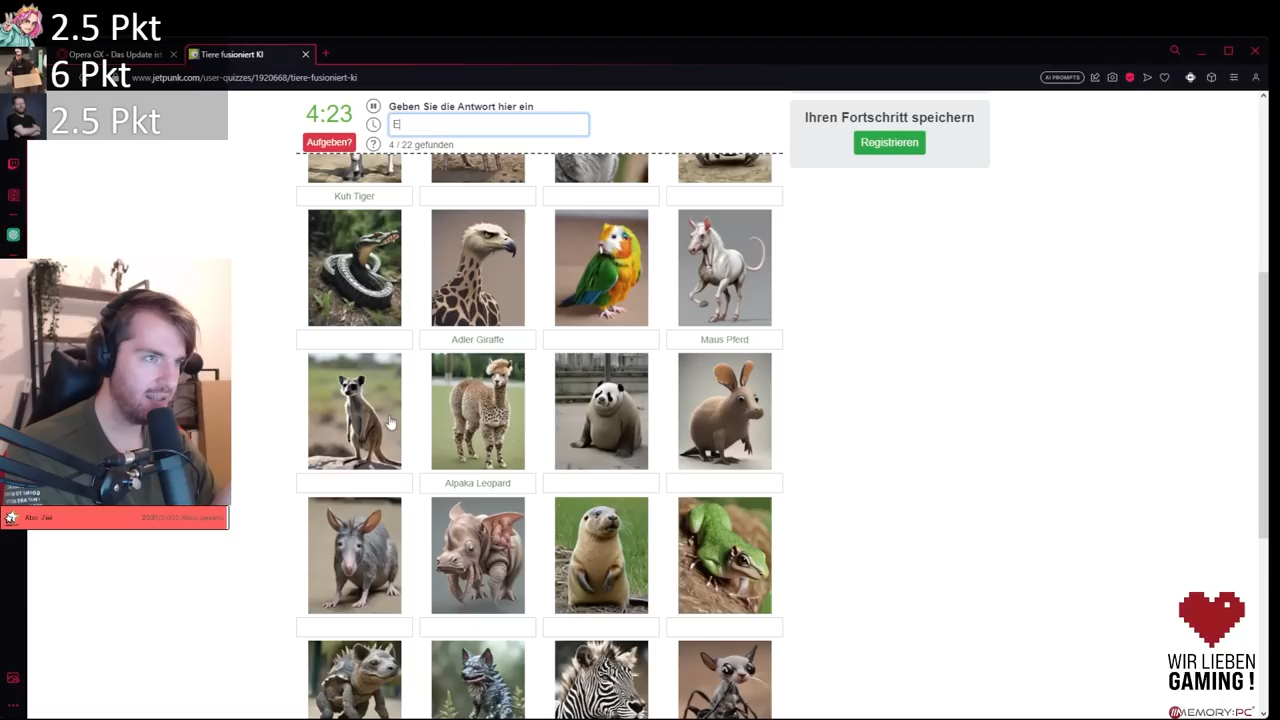 2.5 Pkt
6 Pkt
2.5 Pkt
Opera GX - Das Update ist
Tiere fusioniert KI
www.jetpunk.com/user-quizzes/1920668/tiere-fusioniert-ki
AI PROMPTS
4:23
Aufgeben?
Geben Sie die Antwort hier ein
E
4 / 22 gefunden
Ihren Fortschritt speichern
Registrieren
Kuh Tiger
Adler Giraffe
Maus Pferd
Alpaka Leopard
Abo-Ziel
WIR LIEBEN
GAMING !
MEMORY PC